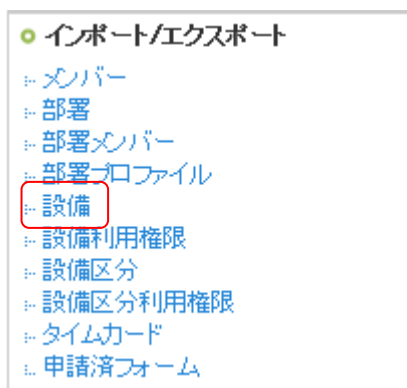 インポート/エクスポート
メンバー
部署
部署メンバー
部署プロファイル
設備
設備利用権限
設備区分
設備区分利用権限
タイムカード
申請済フォーム